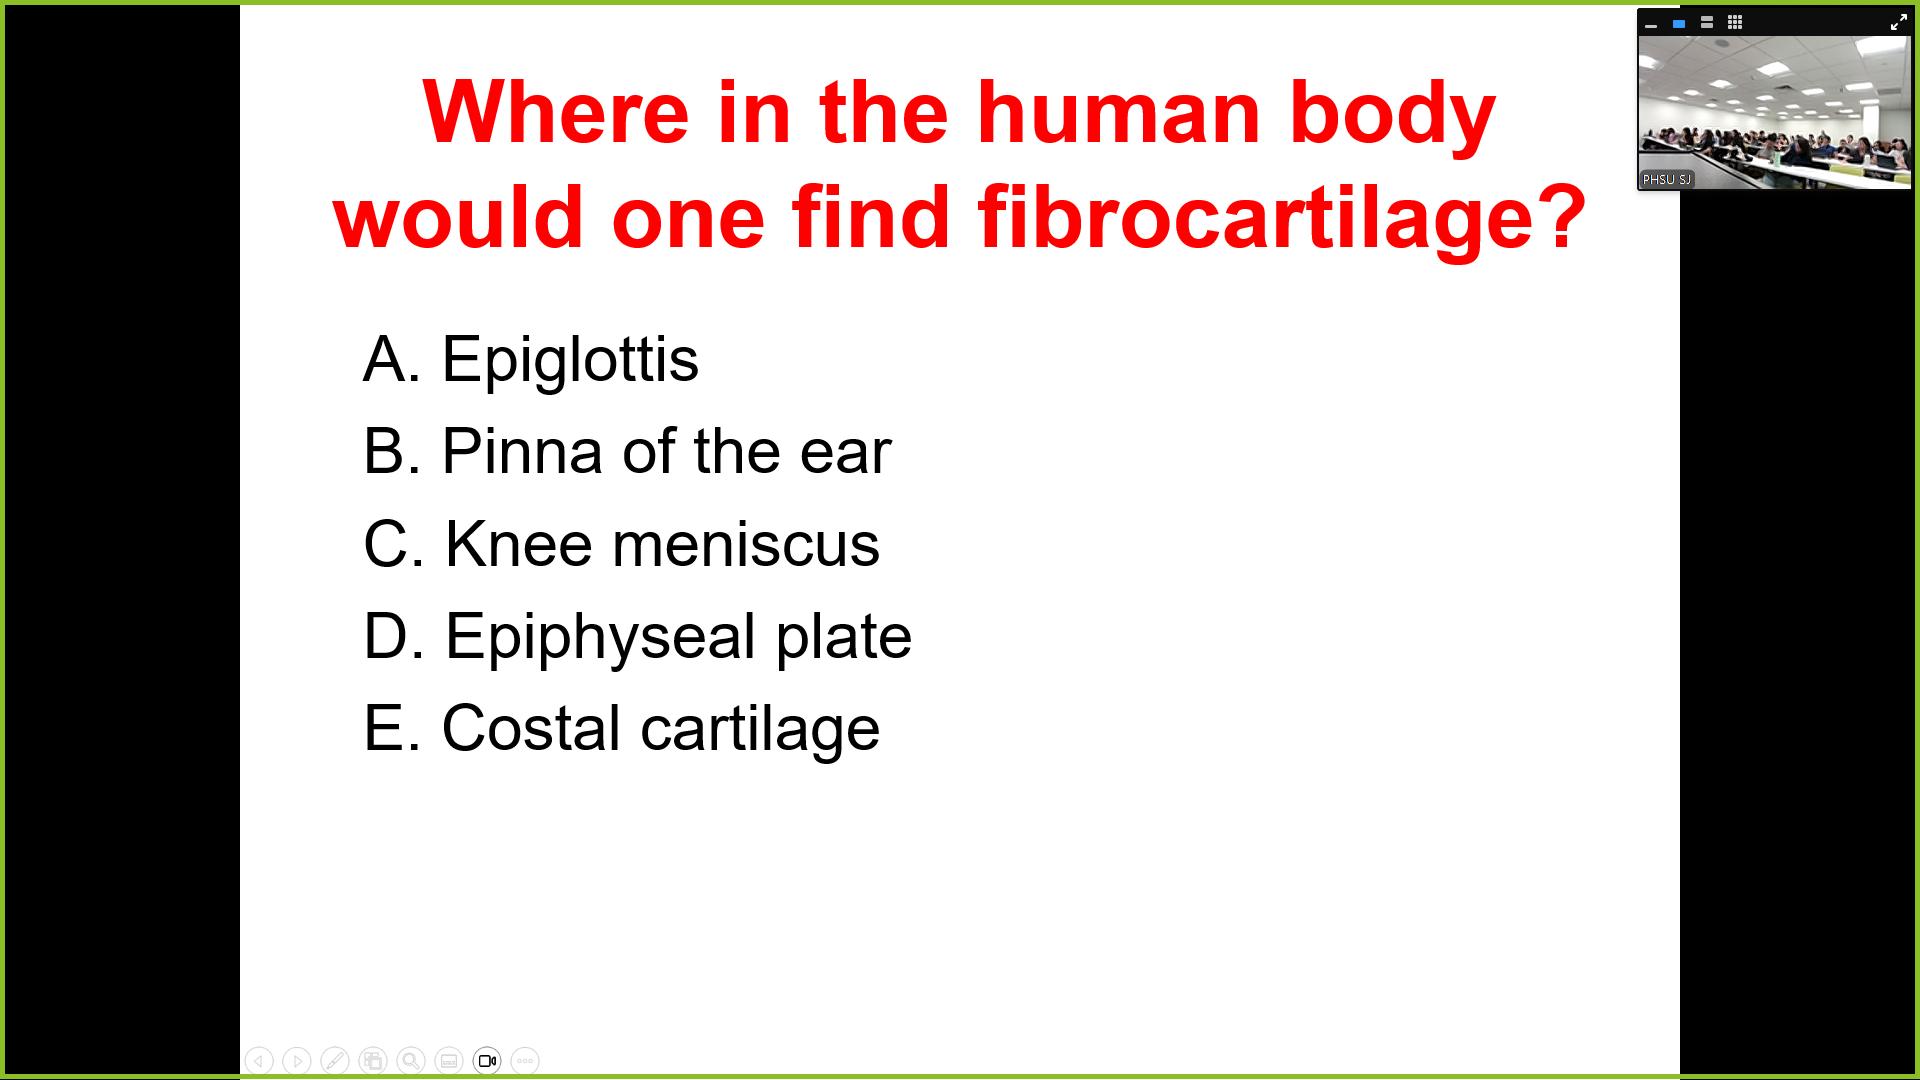 Where in the human body
would one find fibrocartilage?
A. Epiglottis
B. Pinna of the ear
C. Knee meniscus
D. Epiphyseal plate
E. Costal cartilage
PHSU SJ